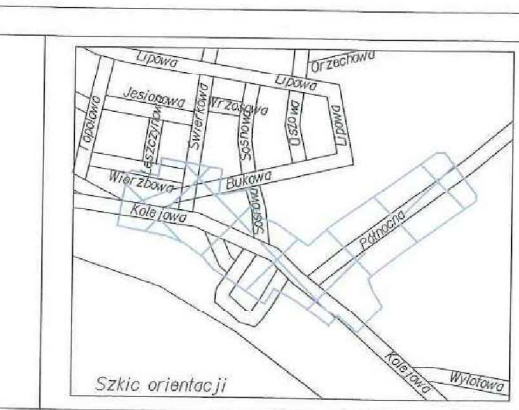 Lipowa
Lipowa
Orzechowa
Jesionowa
Wrzosowa
Topolowa
Leszczynowa
Świerkowa
Sosnowa
Lipowa
Wierzbowa
Bukowa
Kolejowa
Sosnowa
Północna
Kolejowa
Wylotowa
Szkic orientacji